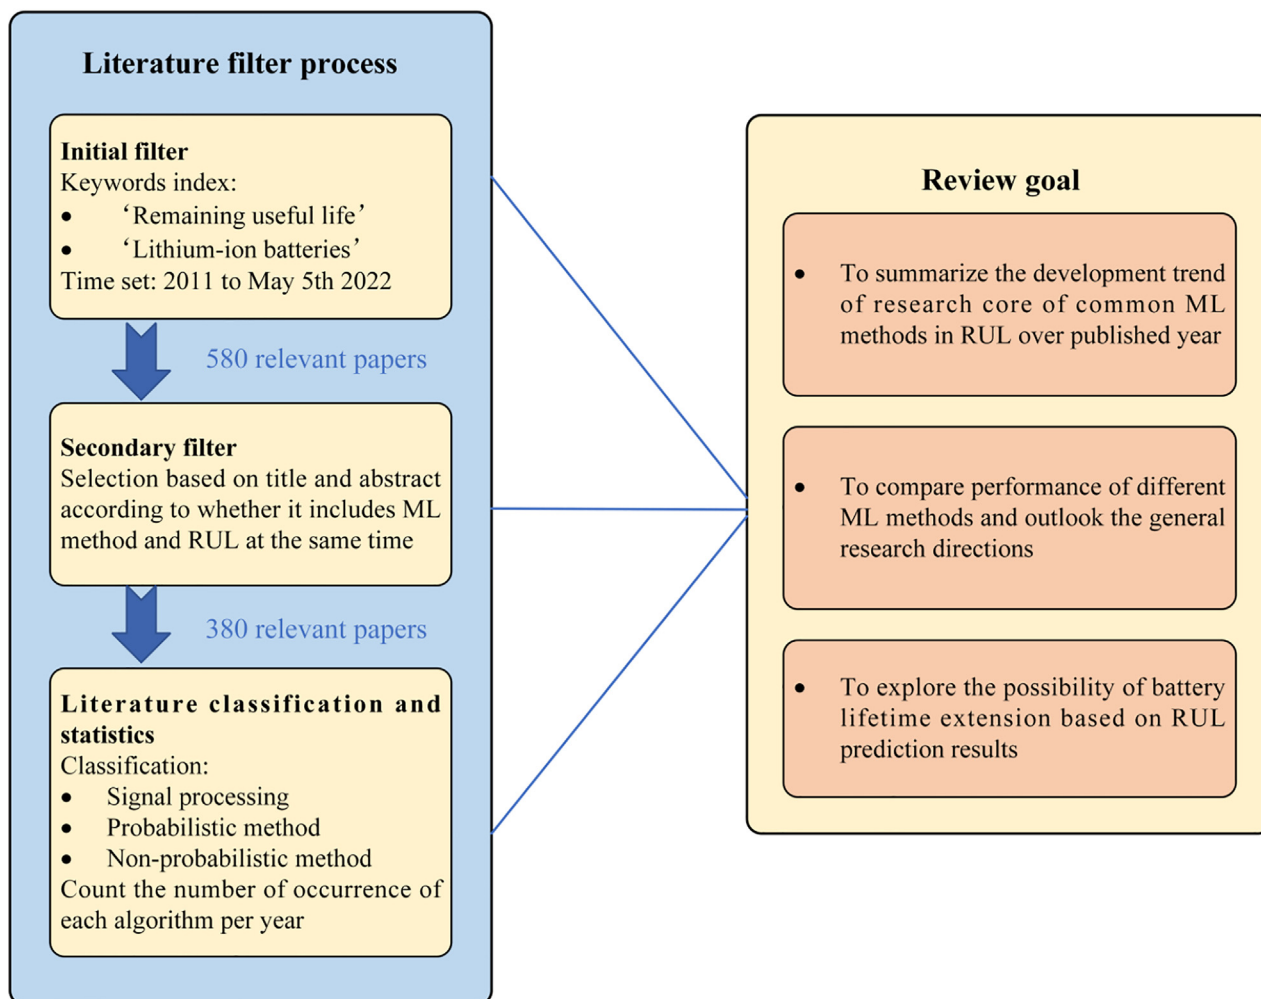 Literature filter process
Initial filter
Keywords index:
• ‘Remaining useful life’
• ‘Lithium-ion batteries’
Time set: 2011 to May 5th 2022
580 relevant papers
Secondary filter
Selection based on title and abstract
according to whether it includes ML
method and RUL at the same time
380 relevant papers
Literature classification and
statistics
Classification:
• Signal processing
• Probabilistic method
• Non-probabilistic method
Count the number of occurrence of
each algorithm per year
Review goal
• To summarize the development trend
of research core of common ML
methods in RUL over published year
• To compare performance of different
ML methods and outlook the general
research directions
• To explore the possibility of battery
lifetime extension based on RUL
prediction results